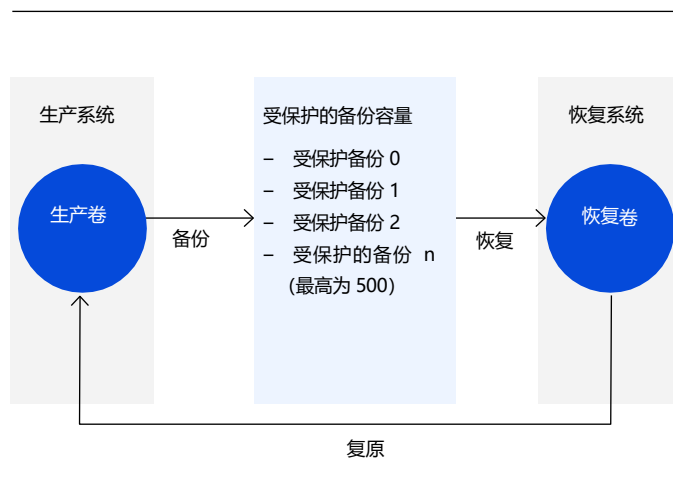 生产系统
生产卷
备份
受保护的备份容量
– 受保护备份 0
– 受保护备份 1
– 受保护备份 2
– 受保护的备份 n
（最高为 500）
恢复
恢复系统
恢复卷
复原